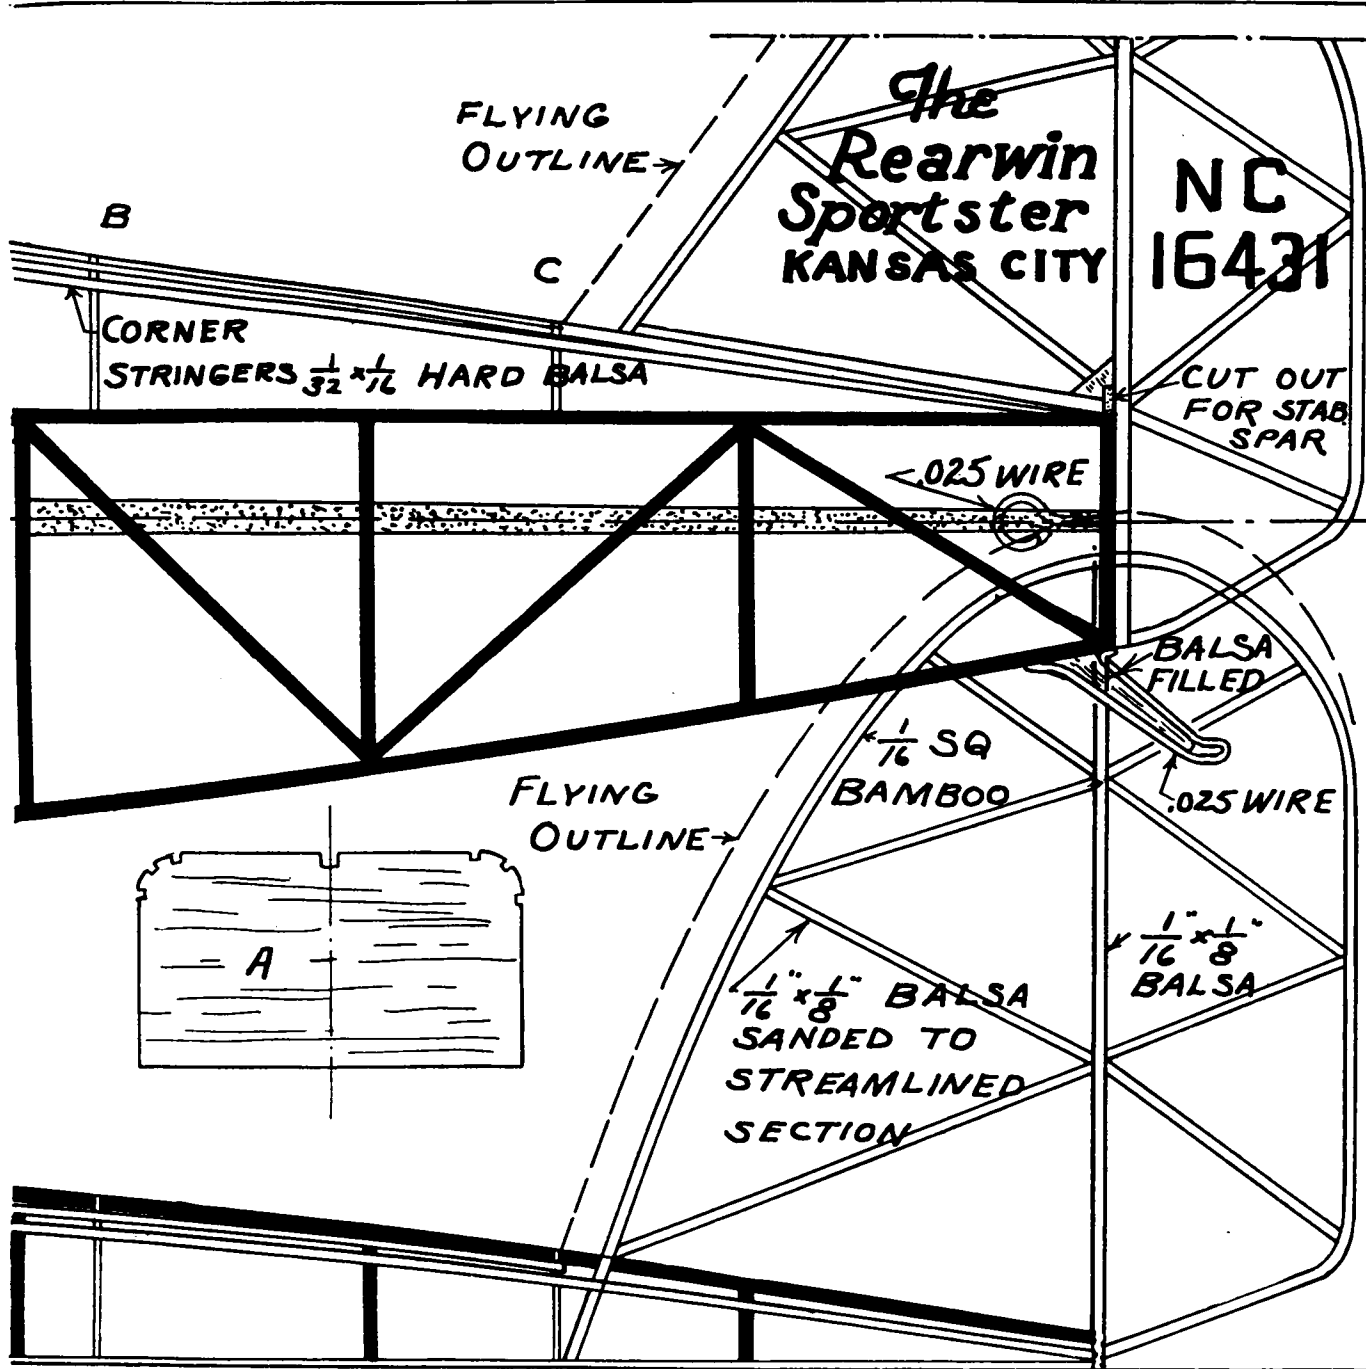 FLYING
OUTLINE
The
Rearwin
Sportster
KANSAS CITY
NC
16431
B
C
CORNER
STRINGERS 1/32 x 1/16 HARD BALSA
CUT OUT
FOR STAB
SPAR
.025 WIRE
BALSA
FILLED
1/16 SQ
BAMBOO
.025 WIRE
FLYING
OUTLINE
A
1/16" x 1/8" BALSA
SANDED TO
STREAMLINED
SECTION
1/16" x 1/8"
BALSA